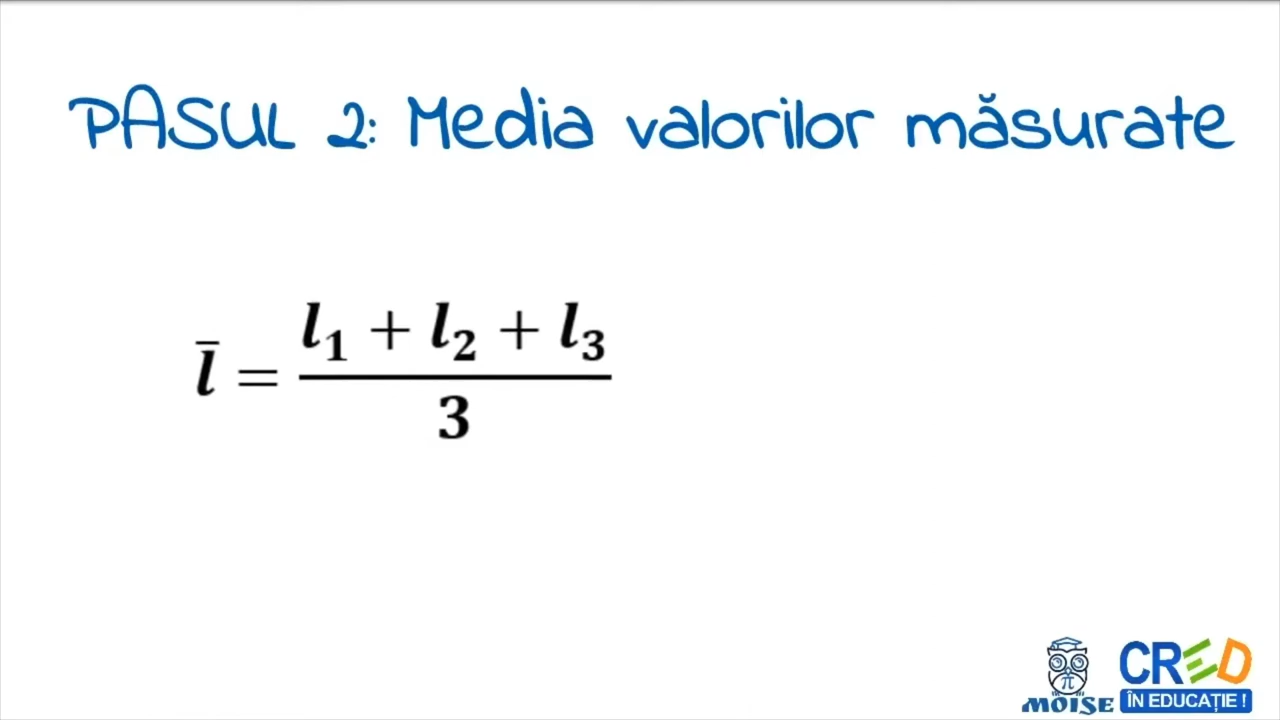 PASUL 2: Media valorilor măsurate
l̄ = (l₁ + l₂ + l₃) / 3
π
MOISE
CRED
ÎN EDUCAȚIE !